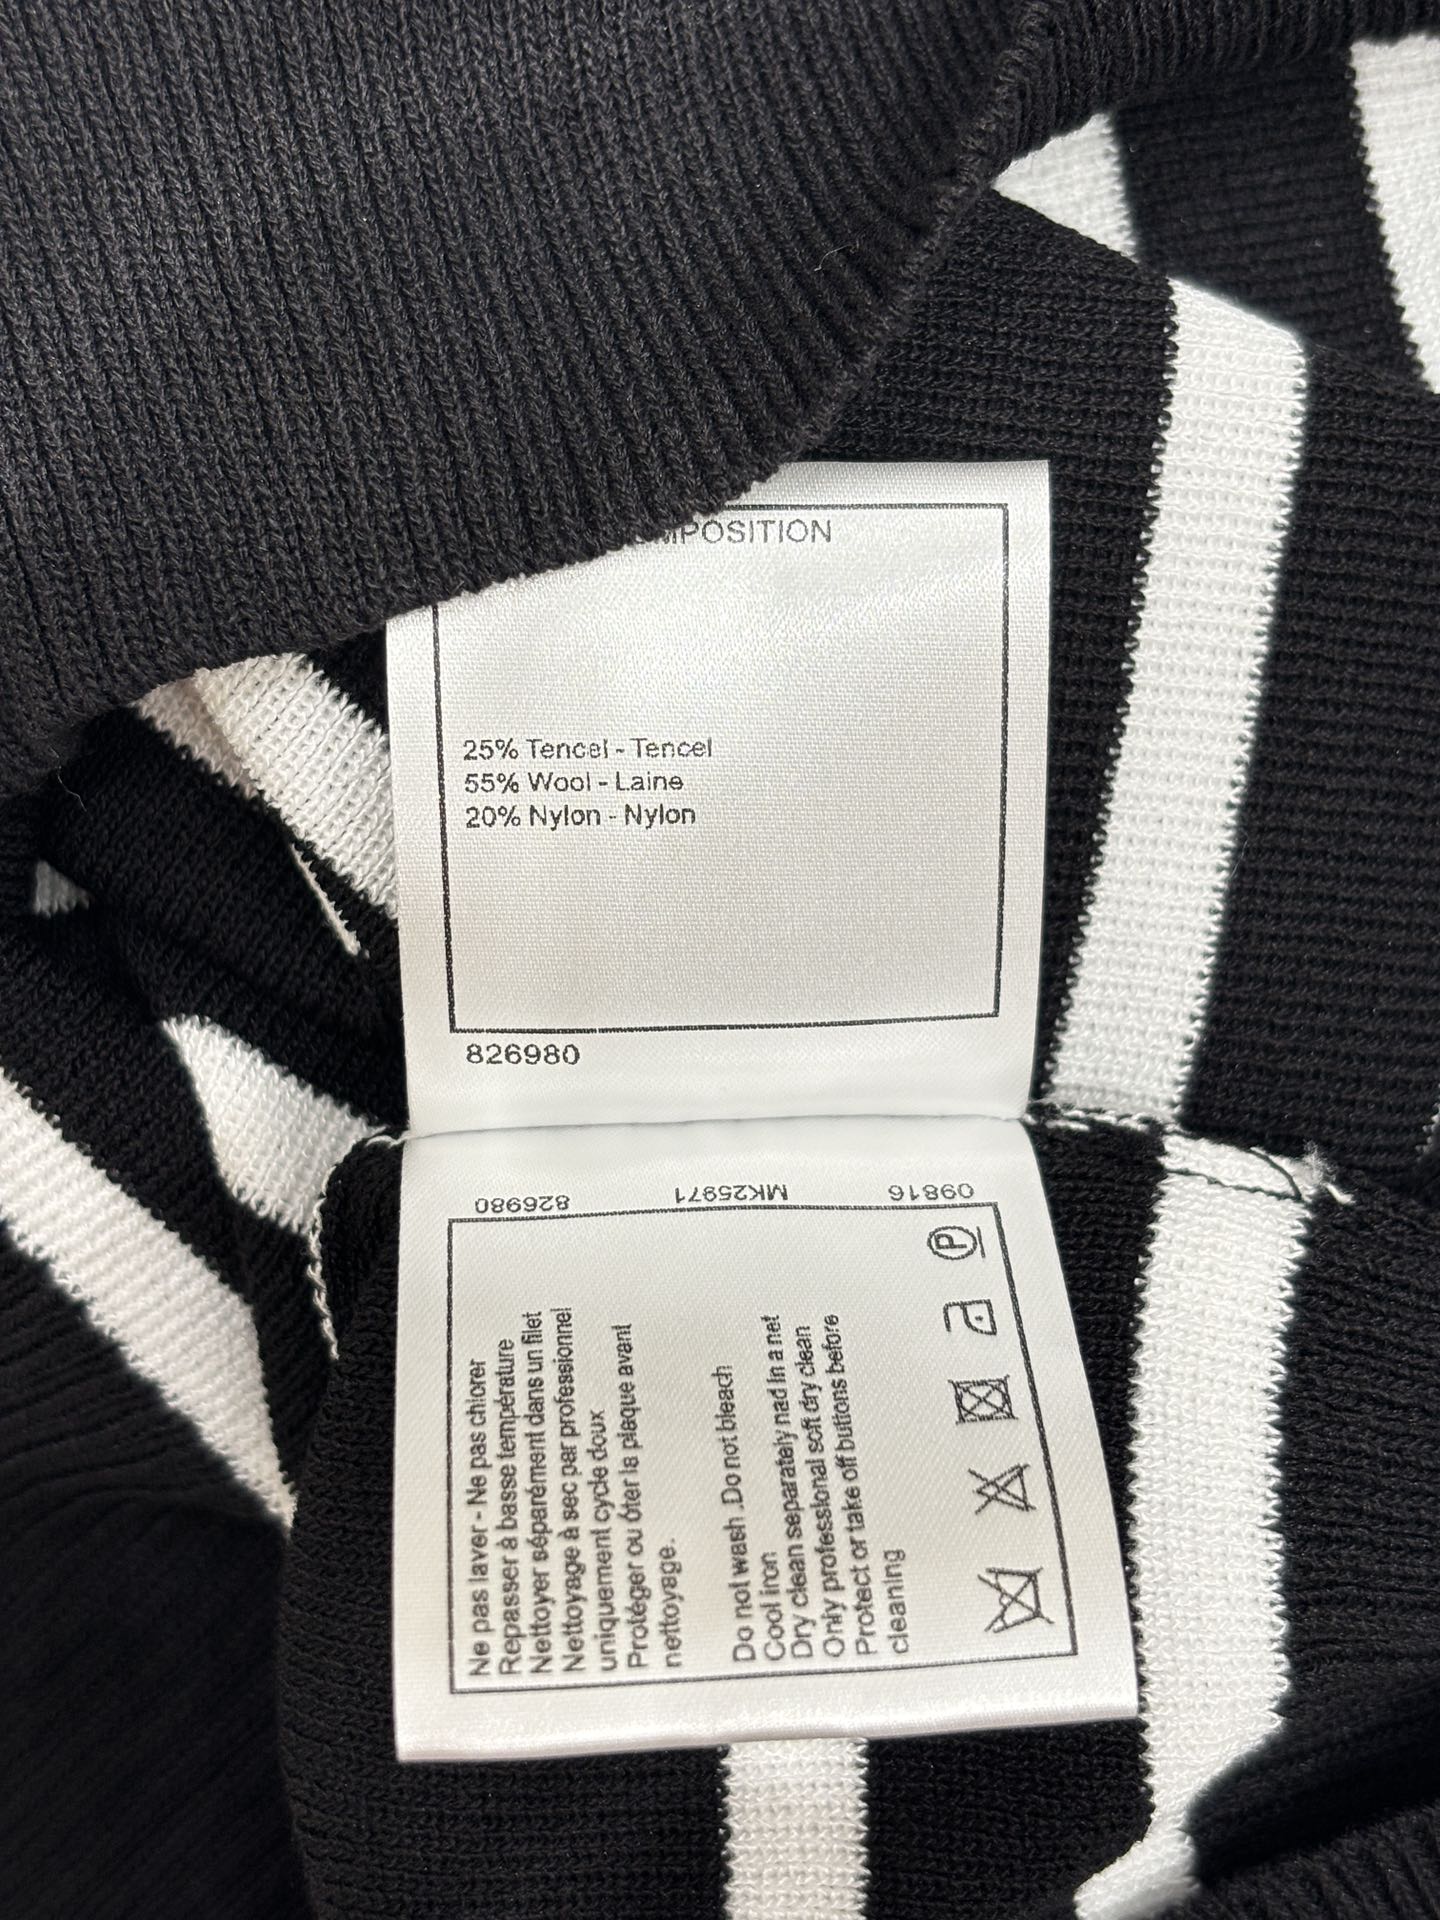 MPOSITION
25% Tencel - Tencel
55% Wool - Laine
20% Nylon - Nylon
826980
826980 MK25971 09816
Ne pas laver - Ne pas chlorer
Repasser à basse température
Nettoyer séparément dans un filet
Nettoyage à sec par professionnel
uniquement cycle doux
Protéger ou ôter la plaque avant
nettoyage.
Do not wash .Do not bleach
Cool iron
Dry clean separately nad in a net
Only professional soft dry clean
Protect or take off buttons before
cleaning
P